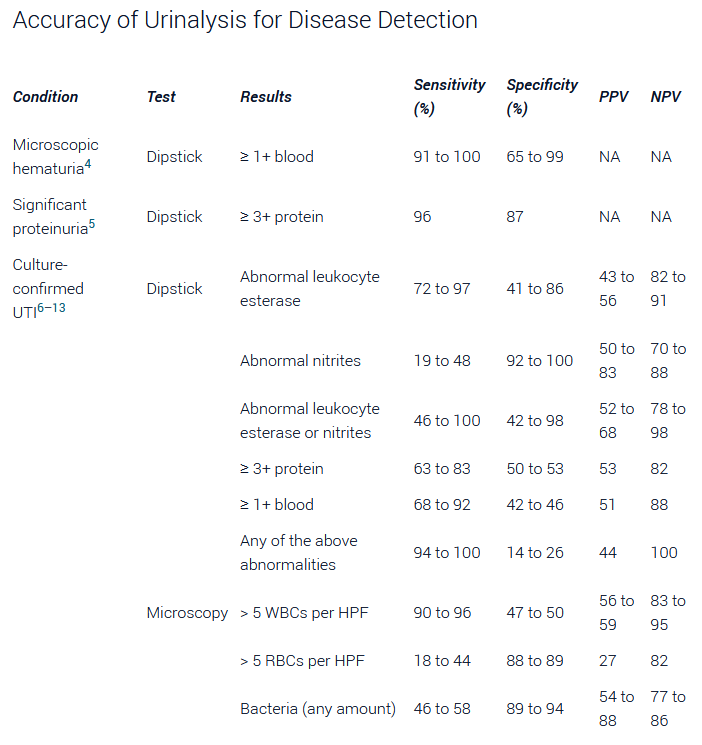 Accuracy of Urinalysis for Disease Detection
Condition Test Results Sensitivity (%) Specificity (%) PPV NPV
Microscopic hematuria4 Dipstick ≥ 1+ blood 91 to 100 65 to 99 NA NA
Significant proteinuria5 Dipstick ≥ 3+ protein 96 87 NA NA
Culture-confirmed UTI6–13 Dipstick Abnormal leukocyte esterase 72 to 97 41 to 86 43 to 56 82 to 91
Abnormal nitrites 19 to 48 92 to 100 50 to 83 70 to 88
Abnormal leukocyte esterase or nitrites 46 to 100 42 to 98 52 to 68 78 to 98
≥ 3+ protein 63 to 83 50 to 53 53 82
≥ 1+ blood 68 to 92 42 to 46 51 88
Any of the above abnormalities 94 to 100 14 to 26 44 100
Microscopy > 5 WBCs per HPF 90 to 96 47 to 50 56 to 59 83 to 95
> 5 RBCs per HPF 18 to 44 88 to 89 27 82
Bacteria (any amount) 46 to 58 89 to 94 54 to 88 77 to 86